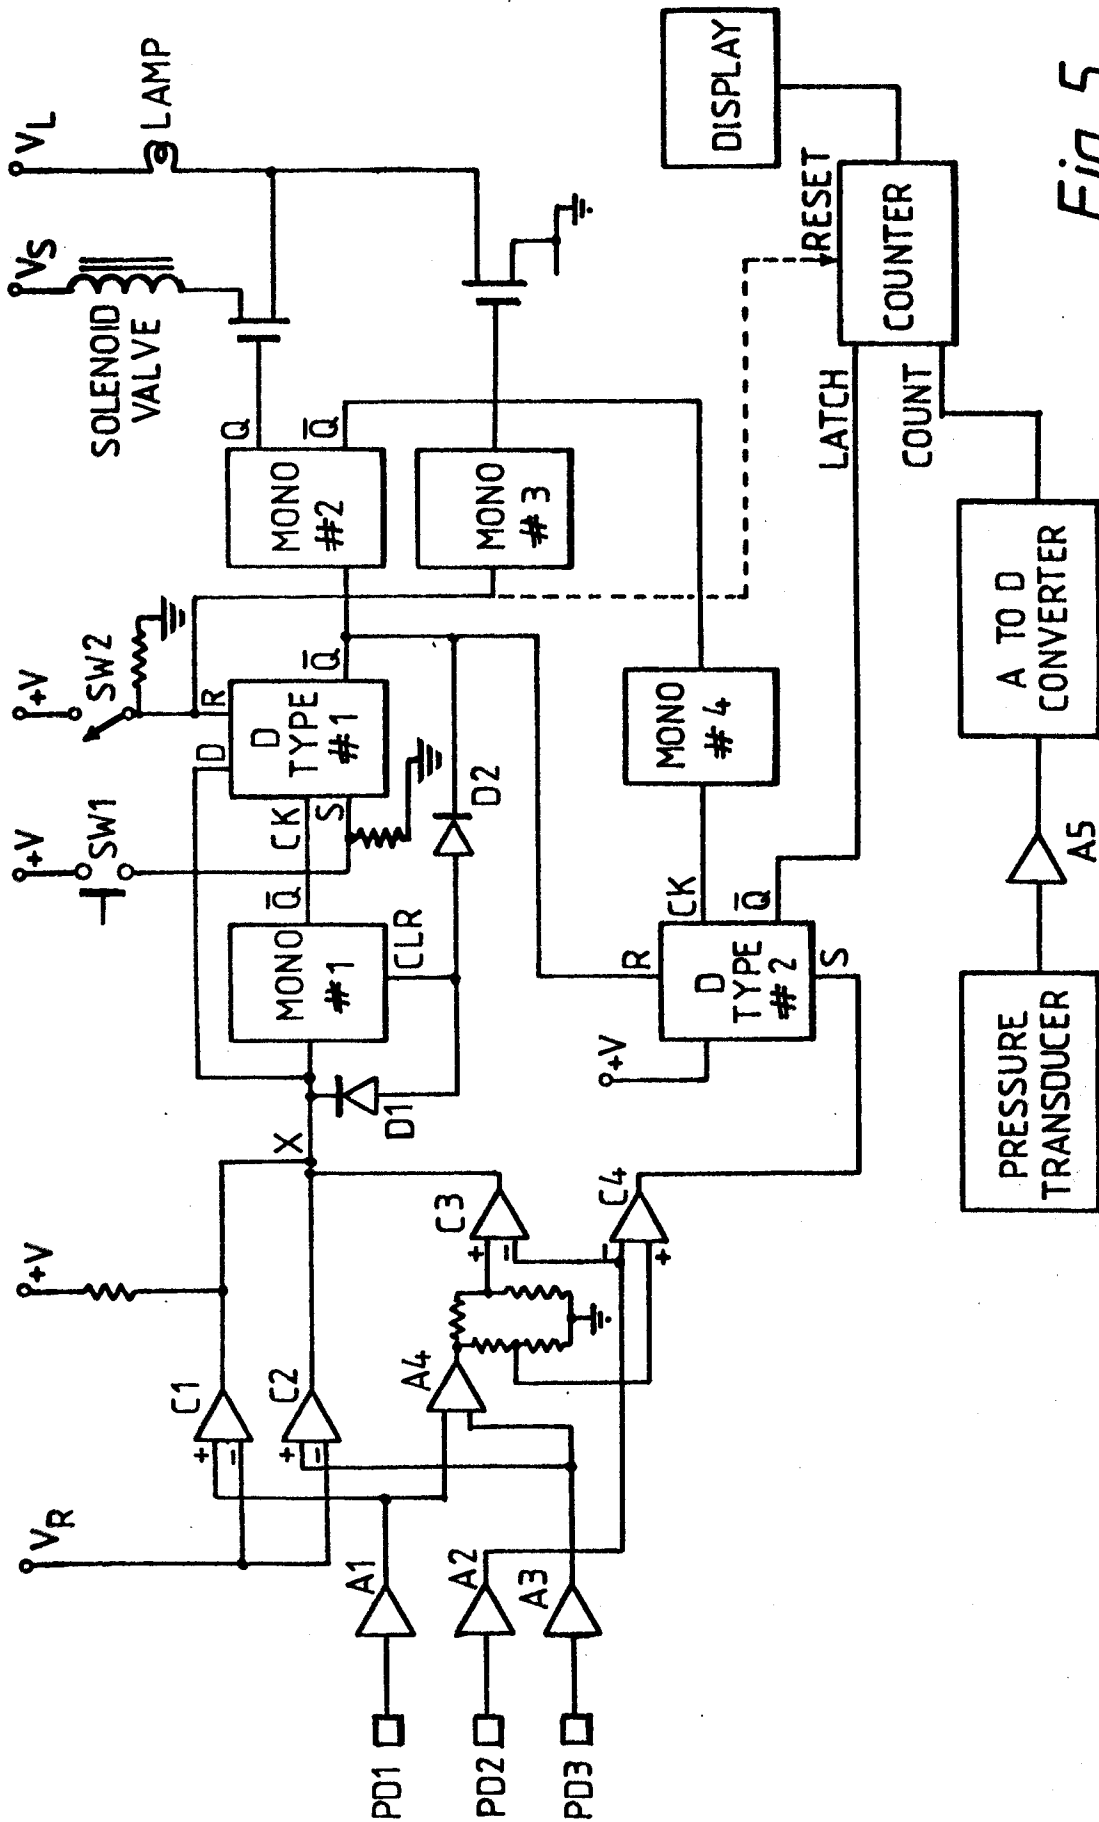 VR
+V
+V
SW1
+V
SW2
VS
SOLENOID
VALVE
VL
LAMP
C1
+
−
C2
+
−
X
MONO
#1
Q̅
CLR
D1
D2
CK
S
D
R
D
TYPE
#1
Q̅
MONO
#2
Q
Q̅
MONO
#3
PD1
A1
PD2
A2
PD3
A3
A4
C3
+
−
C4
−
+
+V
D
TYPE
#2
R
CK
Q̅
S
MONO
#4
LATCH
COUNT
RESET
COUNTER
DISPLAY
PRESSURE
TRANSDUCER
A5
A TO D
CONVERTER
Fig. 5